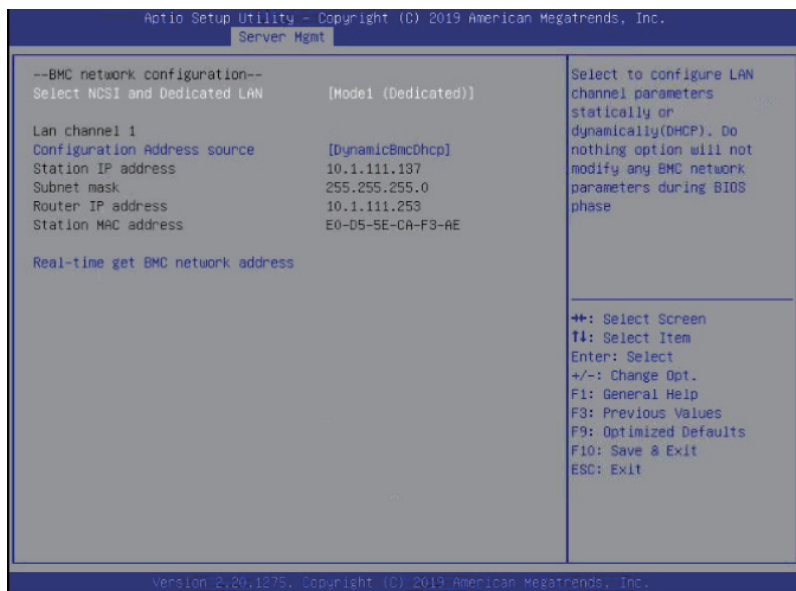 Aptio Setup Utility – Copyright (C) 2019 American Megatrends, Inc.
Server Mgmt
--BMC network configuration--
Select NCSI and Dedicated LAN [Mode1 (Dedicated)]
Lan channel 1
Configuration Address source [DynamicBmcDhcp]
Station IP address 10.1.111.137
Subnet mask 255.255.255.0
Router IP address 10.1.111.253
Station MAC address E0-D5-5E-CA-F3-AE
Real-time get BMC network address
Select to configure LAN
channel parameters
statically or
dynamically(DHCP). Do
nothing option will not
modify any BMC network
parameters during BIOS
phase
→←: Select Screen
↑↓: Select Item
Enter: Select
+/-: Change Opt.
F1: General Help
F3: Previous Values
F9: Optimized Defaults
F10: Save & Exit
ESC: Exit
Version 2.20.1275. Copyright (C) 2019 American Megatrends, Inc.